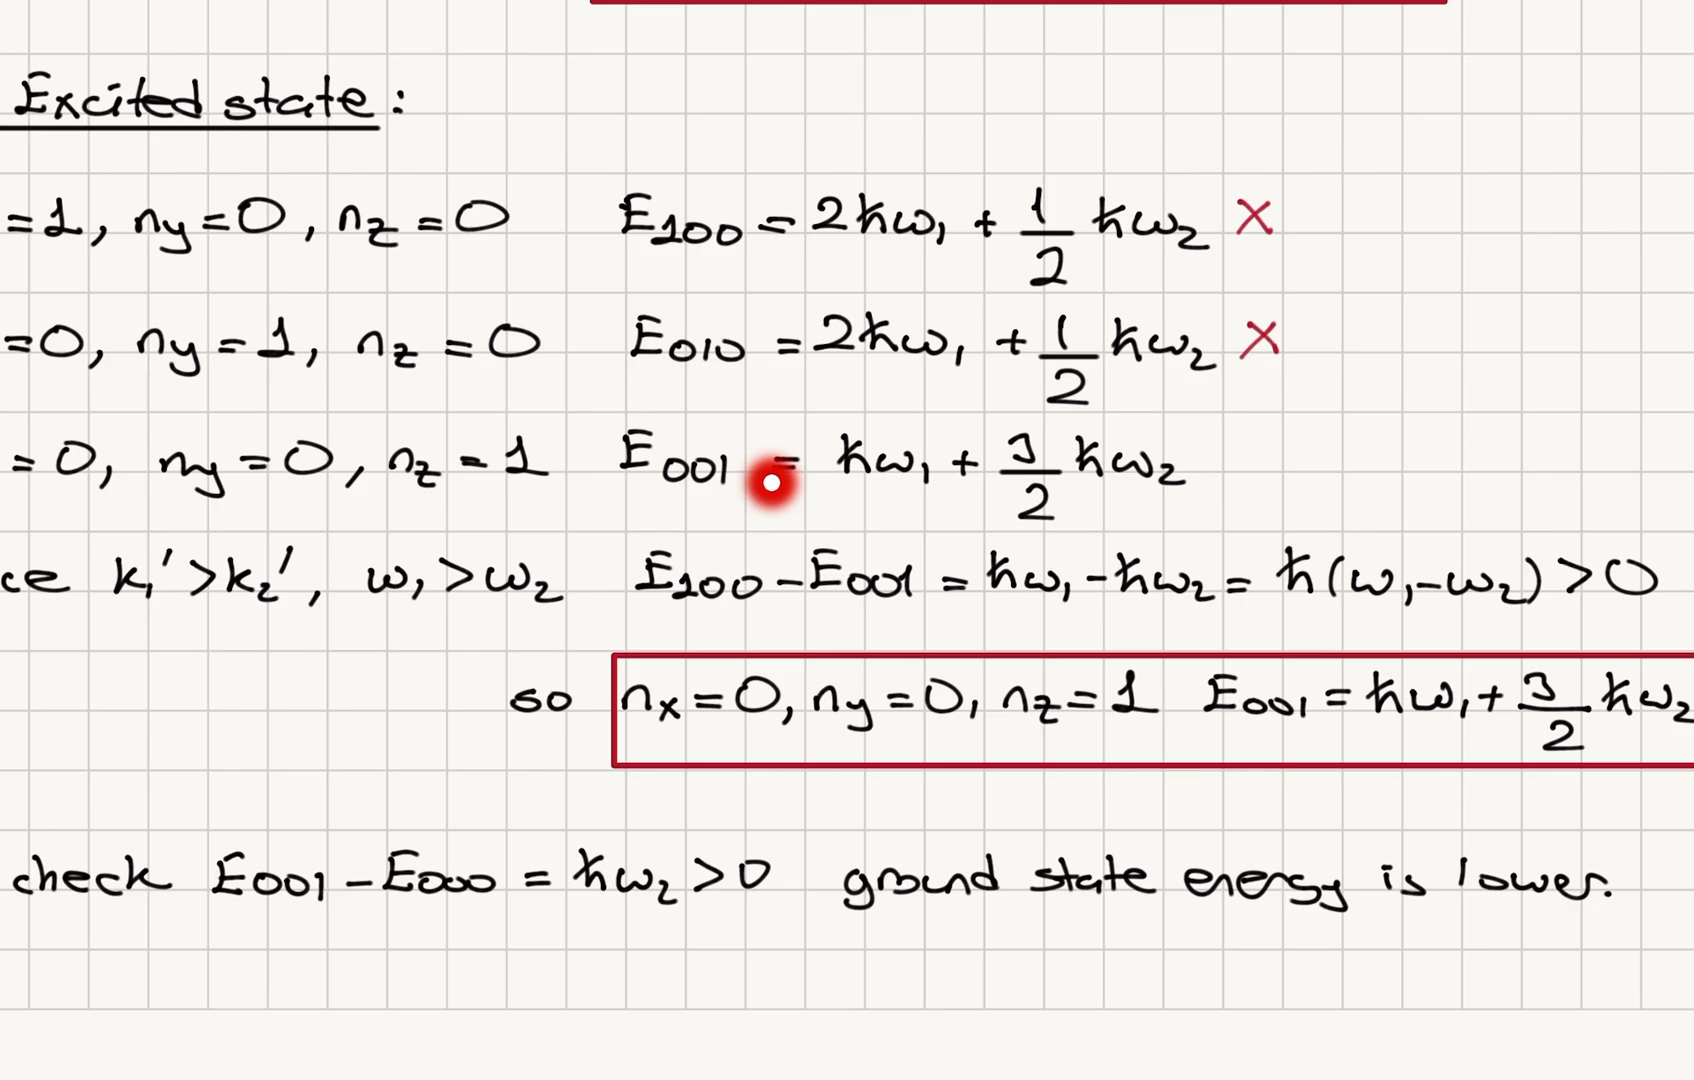 Excited state:
=1, ny=0, nz=0 E100 = 2ħω1 + 1/2 ħω2 ×
=0, ny=1, nz=0 E010 = 2ħω1 + 1/2 ħω2 ×
=0, ny=0, nz=1 E001 = ħω1 + 3/2 ħω2
ce k1'>k2', ω1>ω2 E100-E001 = ħω1-ħω2 = ħ(ω1-ω2)>0
so nx=0, ny=0, nz=1 E001 = ħω1 + 3/2 ħω2
check E001-E000 = ħω2>0 ground state energy is lower.